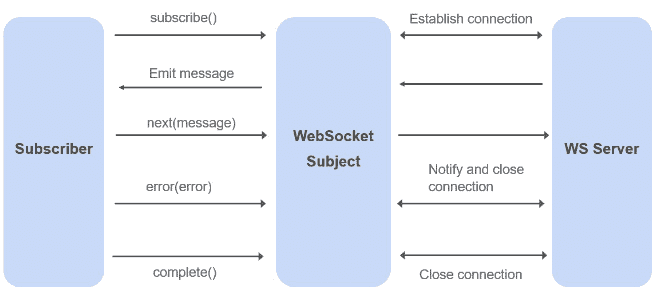 subscribe()
Establish connection
Emit message
next(message)
Subscriber
WebSocket
Subject
WS Server
error(error)
Notify and close
connection
complete()
Close connection